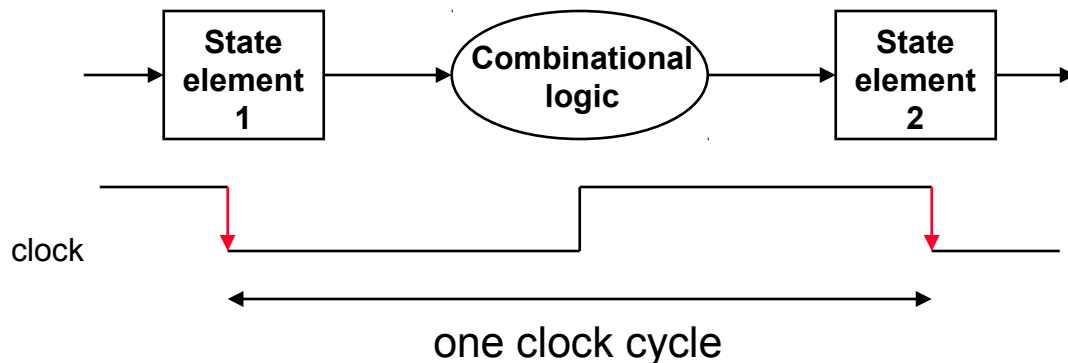 State
element
1
Combinational
logic
State
element
2
clock
one clock cycle